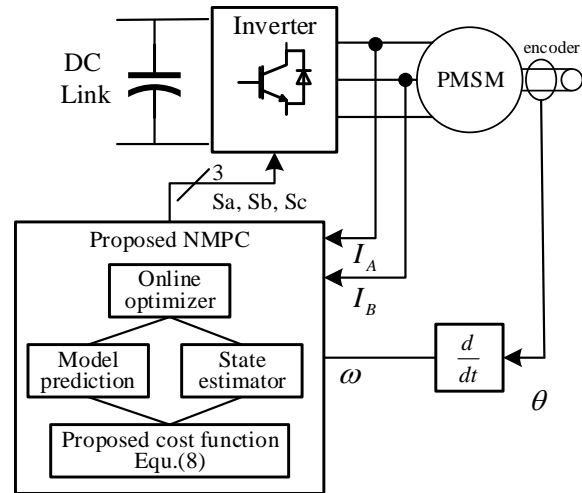 Inverter
DC
Link
encoder
PMSM
3
Sa, Sb, Sc
Proposed NMPC
I_A
I_B
Online
optimizer
Model
prediction
State
estimator
ω
d
dt
θ
Proposed cost function
Equ.(8)